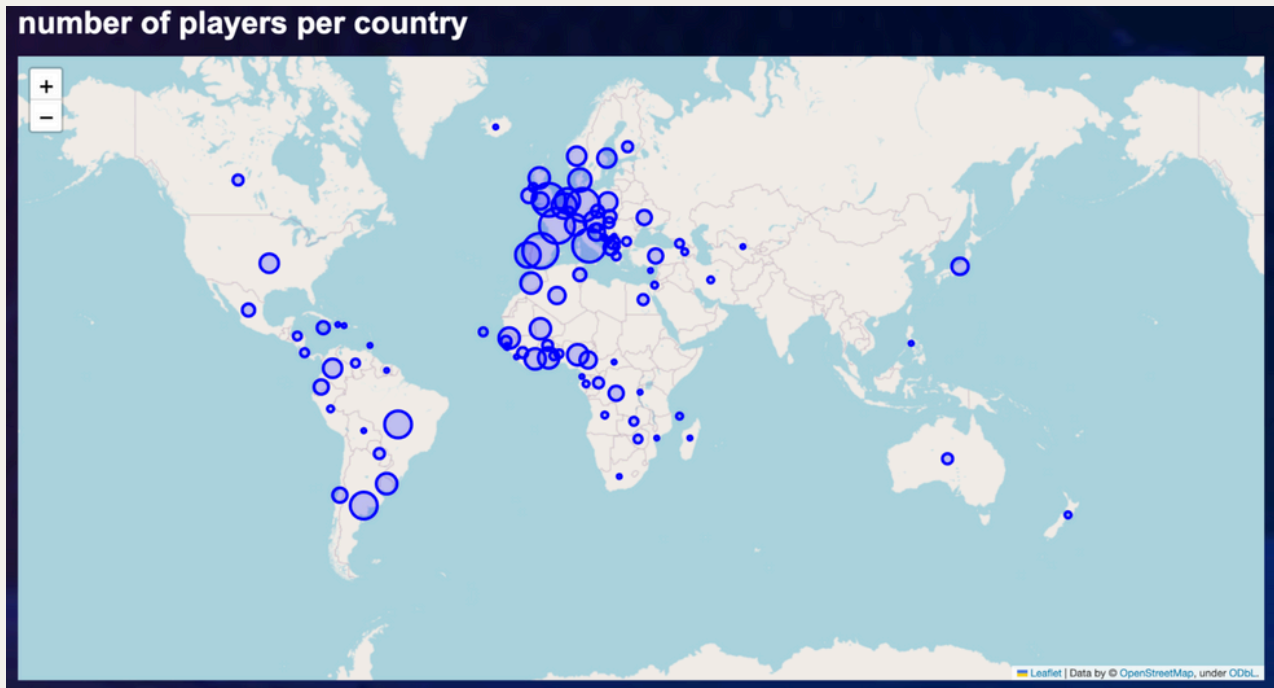 number of players per country
+
−
Leaflet | Data by © OpenStreetMap, under ODbL.